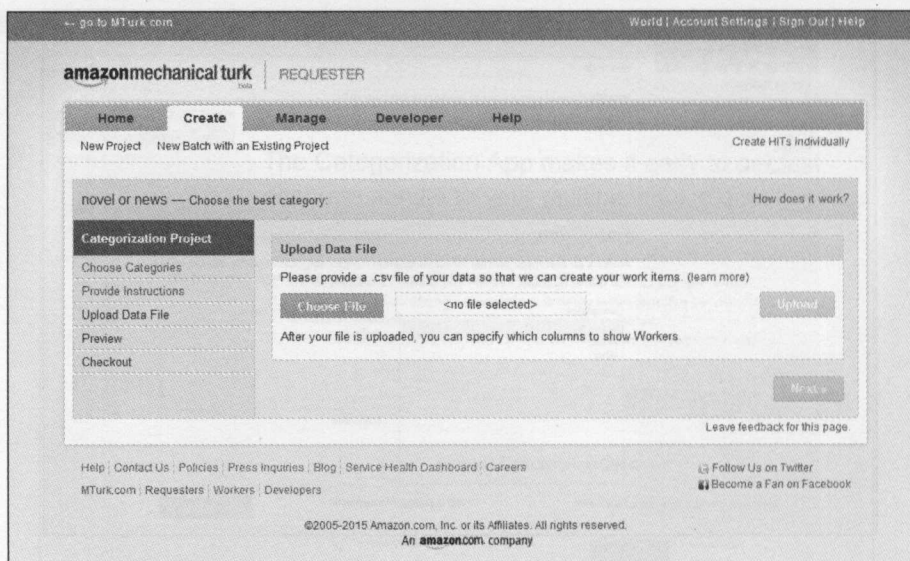 ← go to MTurk.com
World | Account Settings | Sign Out | Help
amazonmechanical turk beta | REQUESTER
Home Create Manage Developer Help
New Project New Batch with an Existing Project Create HITs individually
novel or news — Choose the best category: How does it work?
Categorization Project
Choose Categories
Provide Instructions
Upload Data File
Preview
Checkout
Upload Data File
Please provide a .csv file of your data so that we can create your work items. (learn more)
Choose File <no file selected> Upload
After your file is uploaded, you can specify which columns to show Workers.
Next »
Leave feedback for this page.
Help | Contact Us | Policies | Press Inquiries | Blog | Service Health Dashboard | Careers
MTurk.com | Requesters | Workers | Developers
Follow Us on Twitter
Become a Fan on Facebook
©2005-2015 Amazon.com, Inc. or its Affiliates. All rights reserved.
An amazon.com. company